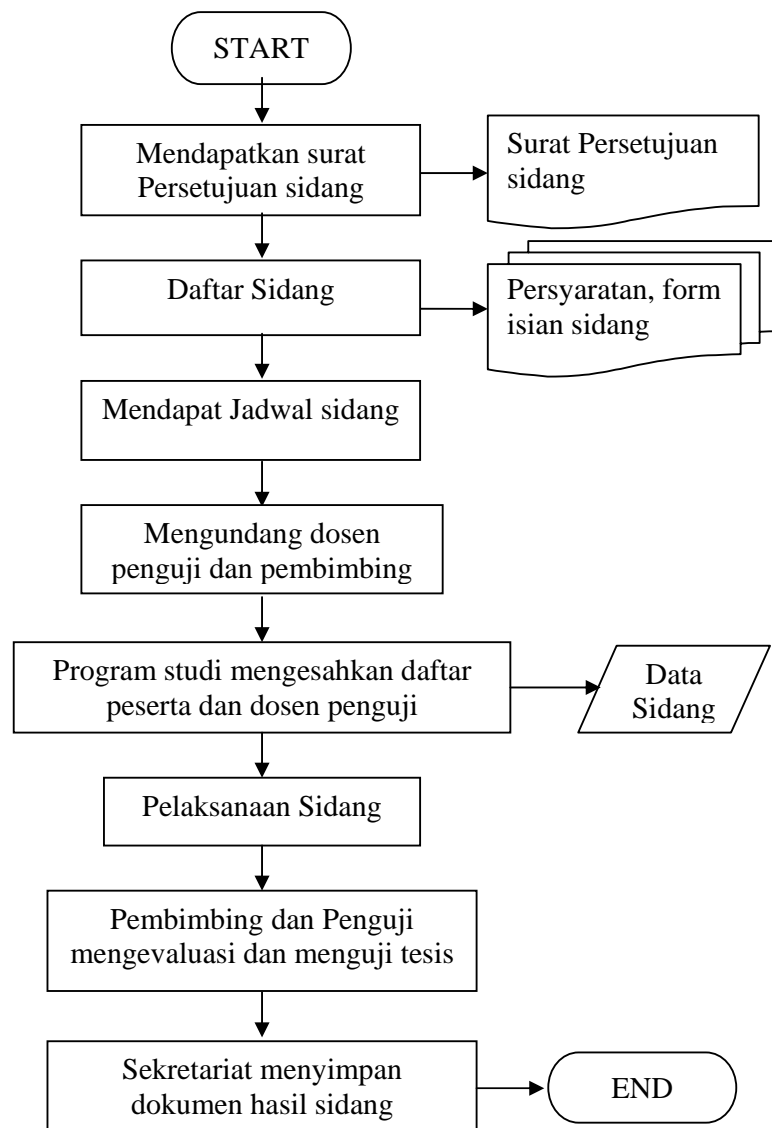 START
Mendapatkan surat
Persetujuan sidang
Surat Persetujuan
sidang
Daftar Sidang
Persyaratan, form
isian sidang
Mendapat Jadwal sidang
Mengundang dosen
penguji dan pembimbing
Program studi mengesahkan daftar
peserta dan dosen penguji
Data
Sidang
Pelaksanaan Sidang
Pembimbing dan Penguji
mengevaluasi dan menguji tesis
Sekretariat menyimpan
dokumen hasil sidang
END